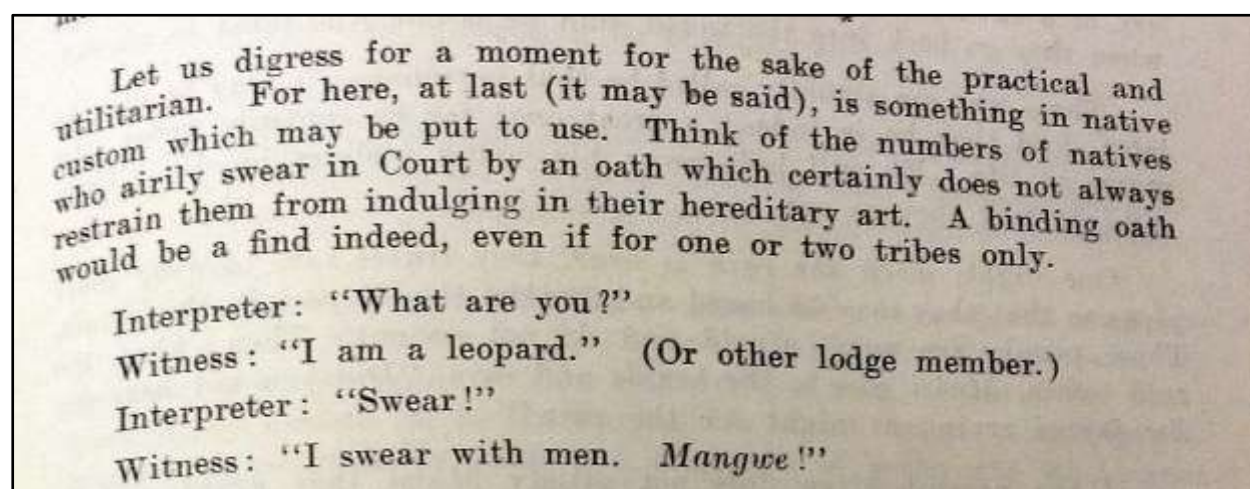 Let us digress for a moment for the sake of the practical and
utilitarian. For here, at last (it may be said), is something in native
custom which may be put to use. Think of the numbers of natives
who airily swear in Court by an oath which certainly does not always
restrain them from indulging in their hereditary art. A binding oath
would be a find indeed, even if for one or two tribes only.
Interpreter: “What are you?”
Witness: “I am a leopard.” (Or other lodge member.)
Interpreter: “Swear!”
Witness: “I swear with men. Mangwe!”